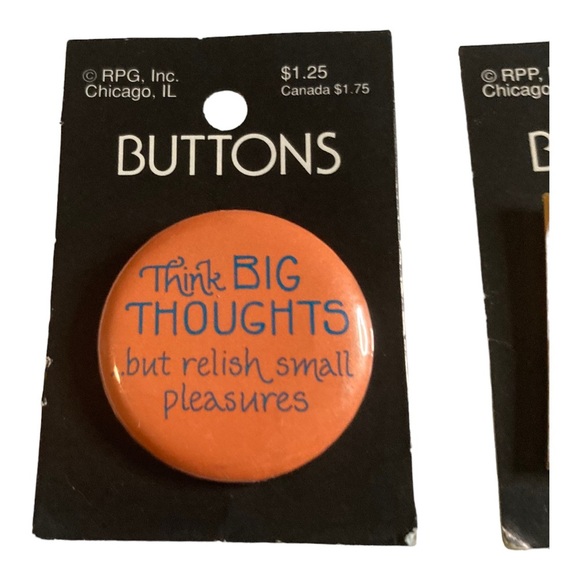 © RPG, Inc.
Chicago, IL
$1.25
Canada $1.75
BUTTONS
Think BIG
THOUGHTS
...but relish small
pleasures
© RPP,
Chicago